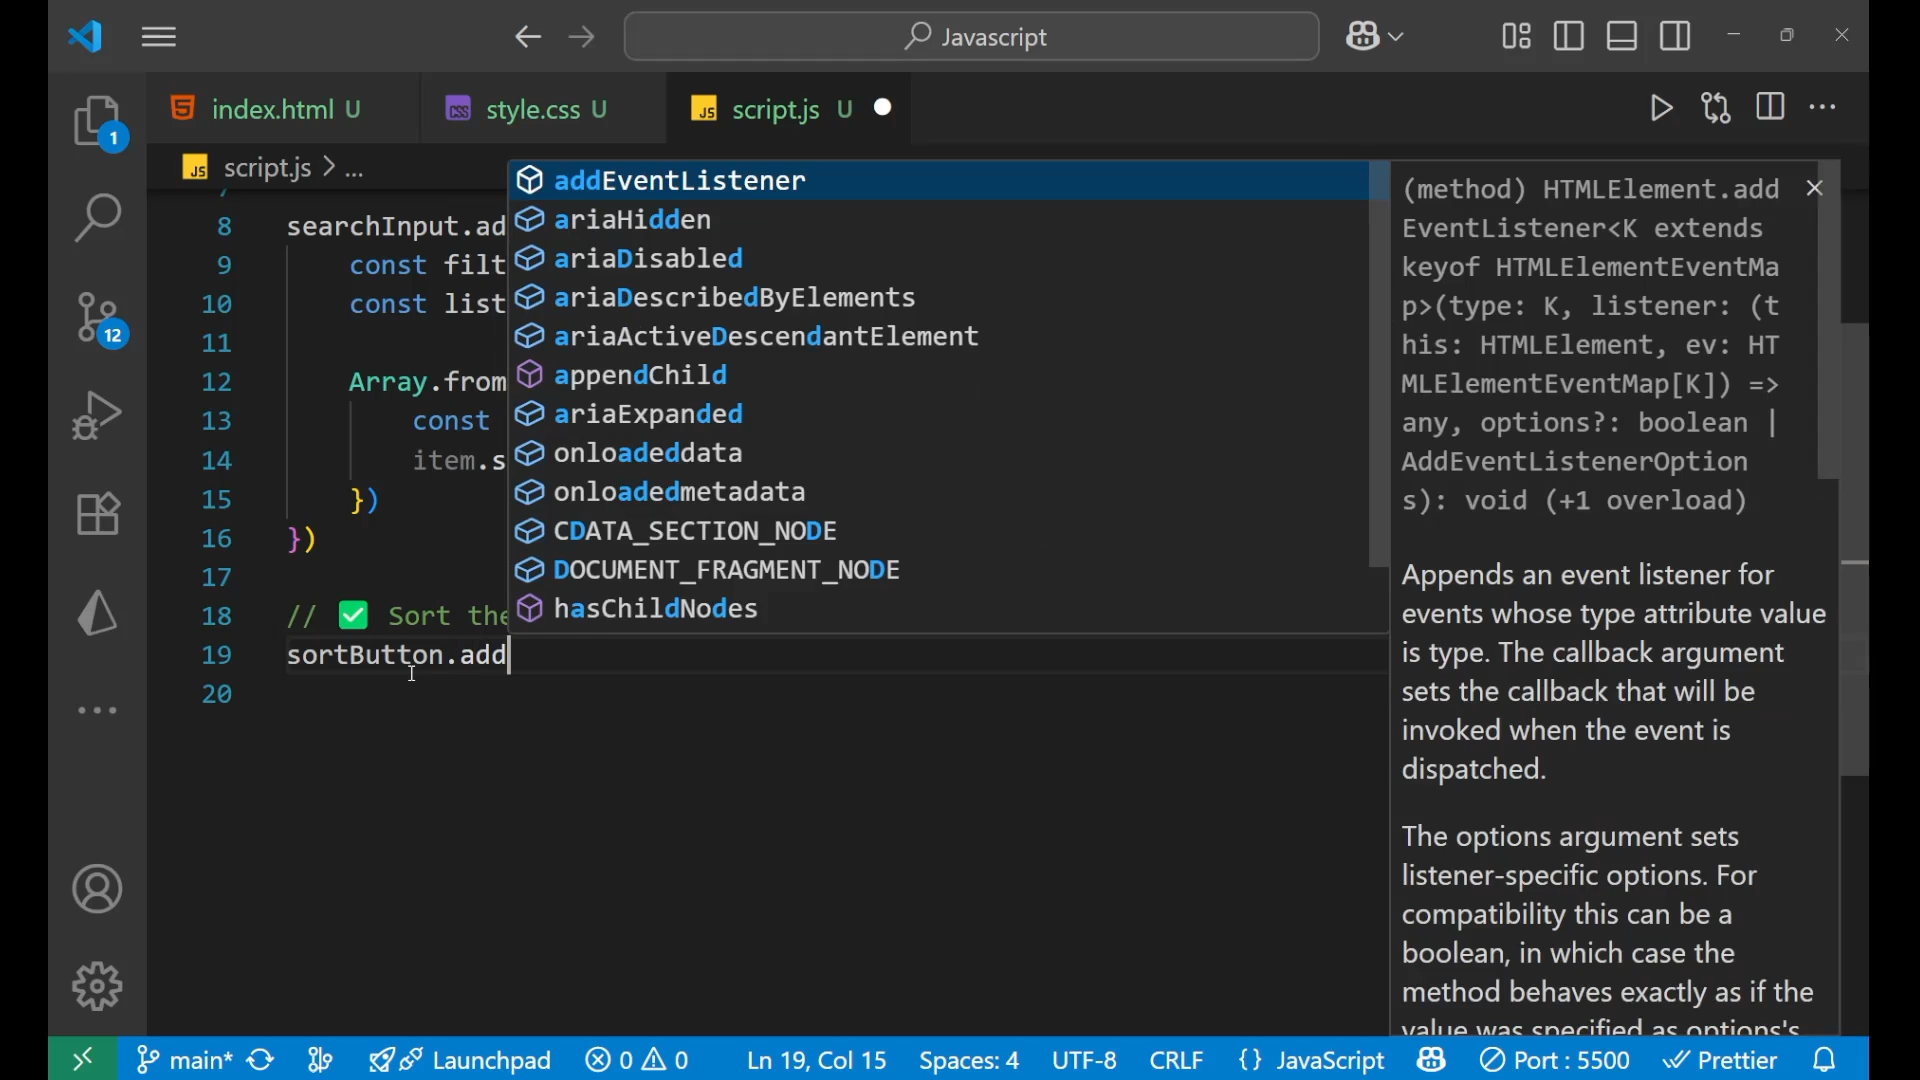 Javascript
index.html U
style.css U
script.js U
script.js > ...
8 searchInput.ad
9 const filt
10 const list
11
12 Array.from
13 const
14 item.s
15 })
16 })
17
18 // ✅ Sort the
19 sortButton.add
20
addEventListener
ariaHidden
ariaDisabled
ariaDescribedByElements
ariaActiveDescendantElement
appendChild
ariaExpanded
onloadeddata
onloadedmetadata
CDATA_SECTION_NODE
DOCUMENT_FRAGMENT_NODE
hasChildNodes
(method) HTMLElement.add
EventListener<K extends
keyof HTMLElementEventMa
p>(type: K, listener: (t
his: HTMLElement, ev: HT
MLElementEventMap[K]) =>
any, options?: boolean |
AddEventListenerOption
s): void (+1 overload)
Appends an event listener for
events whose type attribute value
is type. The callback argument
sets the callback that will be
invoked when the event is
dispatched.
The options argument sets
listener-specific options. For
compatibility this can be a
boolean, in which case the
method behaves exactly as if the
value was specified as options's
1
12
main* Launchpad 0 0 Ln 19, Col 15 Spaces: 4 UTF-8 CRLF {} JavaScript Port : 5500 Prettier